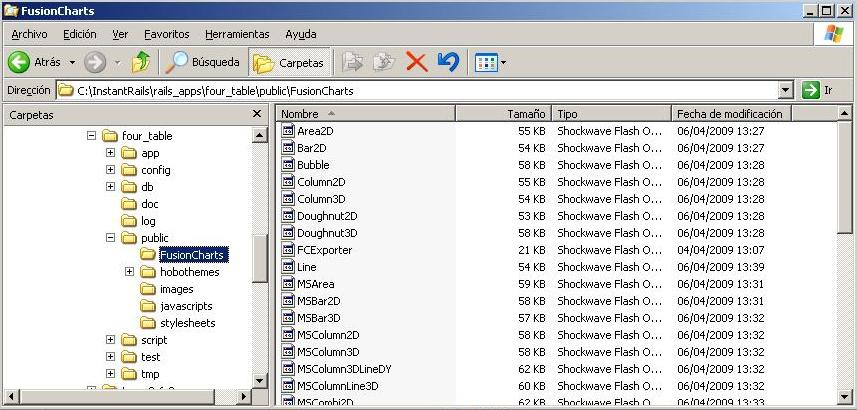 FusionCharts
Archivo Edición Ver Favoritos Herramientas Ayuda
Atrás Búsqueda Carpetas
Dirección C:\InstantRails\rails_apps\four_table\public\FusionCharts Ir
Carpetas
four_table
app
config
db
doc
log
public
FusionCharts
hobothemes
images
javascripts
stylesheets
script
test
tmp
Nombre Tamaño Tipo Fecha de modificación
Area2D 55 KB Shockwave Flash O... 06/04/2009 13:27
Bar2D 54 KB Shockwave Flash O... 06/04/2009 13:27
Bubble 58 KB Shockwave Flash O... 06/04/2009 13:28
Column2D 55 KB Shockwave Flash O... 06/04/2009 13:28
Column3D 54 KB Shockwave Flash O... 06/04/2009 13:28
Doughnut2D 53 KB Shockwave Flash O... 06/04/2009 13:28
Doughnut3D 58 KB Shockwave Flash O... 06/04/2009 13:28
FCExporter 21 KB Shockwave Flash O... 04/04/2009 13:07
Line 54 KB Shockwave Flash O... 06/04/2009 13:39
MSArea 59 KB Shockwave Flash O... 06/04/2009 13:31
MSBar2D 58 KB Shockwave Flash O... 06/04/2009 13:31
MSBar3D 57 KB Shockwave Flash O... 06/04/2009 13:32
MSColumn2D 58 KB Shockwave Flash O... 06/04/2009 13:32
MSColumn3D 58 KB Shockwave Flash O... 06/04/2009 13:32
MSColumn3DLineDY 62 KB Shockwave Flash O... 06/04/2009 13:32
MSColumnLine3D 60 KB Shockwave Flash O... 06/04/2009 13:32
MSCombi2D 62 KB Shockwave Flash O... 06/04/2009 13:33